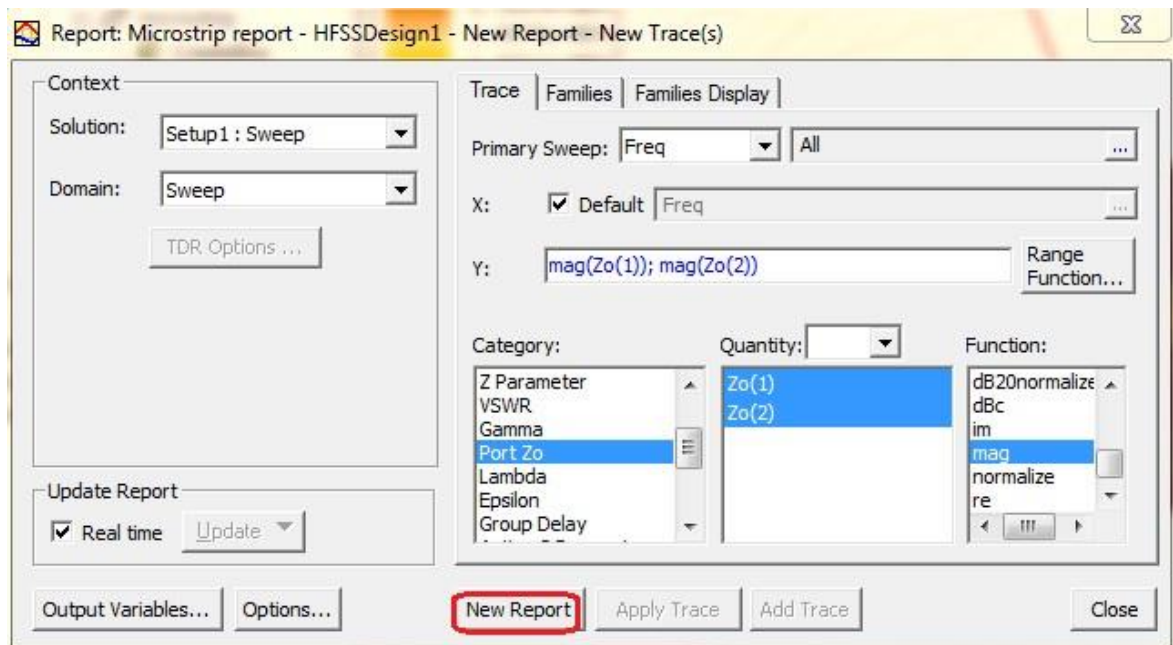 Report: Microstrip report - HFSSDesign1 - New Report - New Trace(s)
Context
Solution:
Setup1 : Sweep
Domain:
Sweep
TDR Options ...
Update Report
Real time
Update
Trace
Families
Families Display
Primary Sweep:
Freq
All
...
X:
Default
Freq
...
Y:
mag(Zo(1)); mag(Zo(2))
Range
Function...
Category:
Z Parameter
VSWR
Gamma
Port Zo
Lambda
Epsilon
Group Delay
Quantity:
Zo(1)
Zo(2)
Function:
dB20normalize
dBc
im
mag
normalize
re
Output Variables...
Options...
New Report
Apply Trace
Add Trace
Close